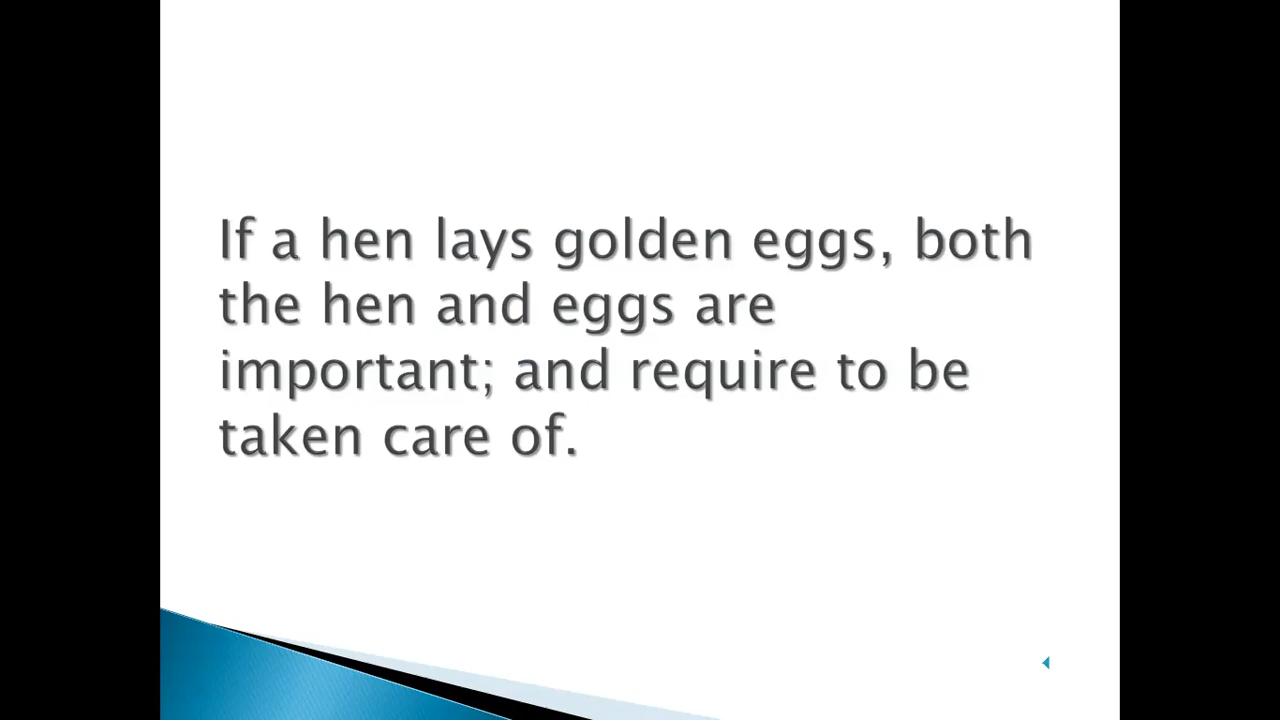 If a hen lays golden eggs, both
the hen and eggs are
important; and require to be
taken care of.